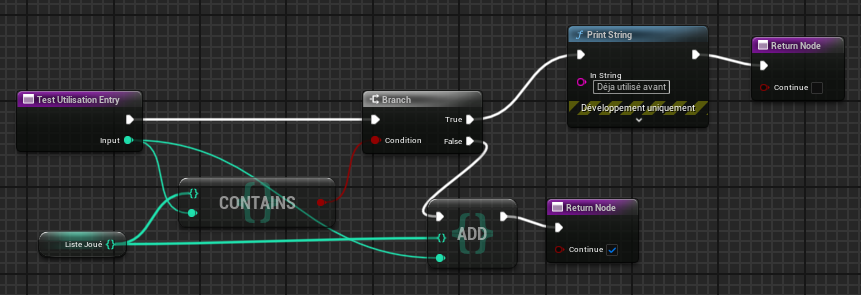 Print String
Return Node
In String
Continue
Déja utilisé avant
Développement uniquement
Test Utilisation Entry
Branch
True
Input
Condition
False
CONTAINS
Return Node
Liste Joué
ADD
Continue